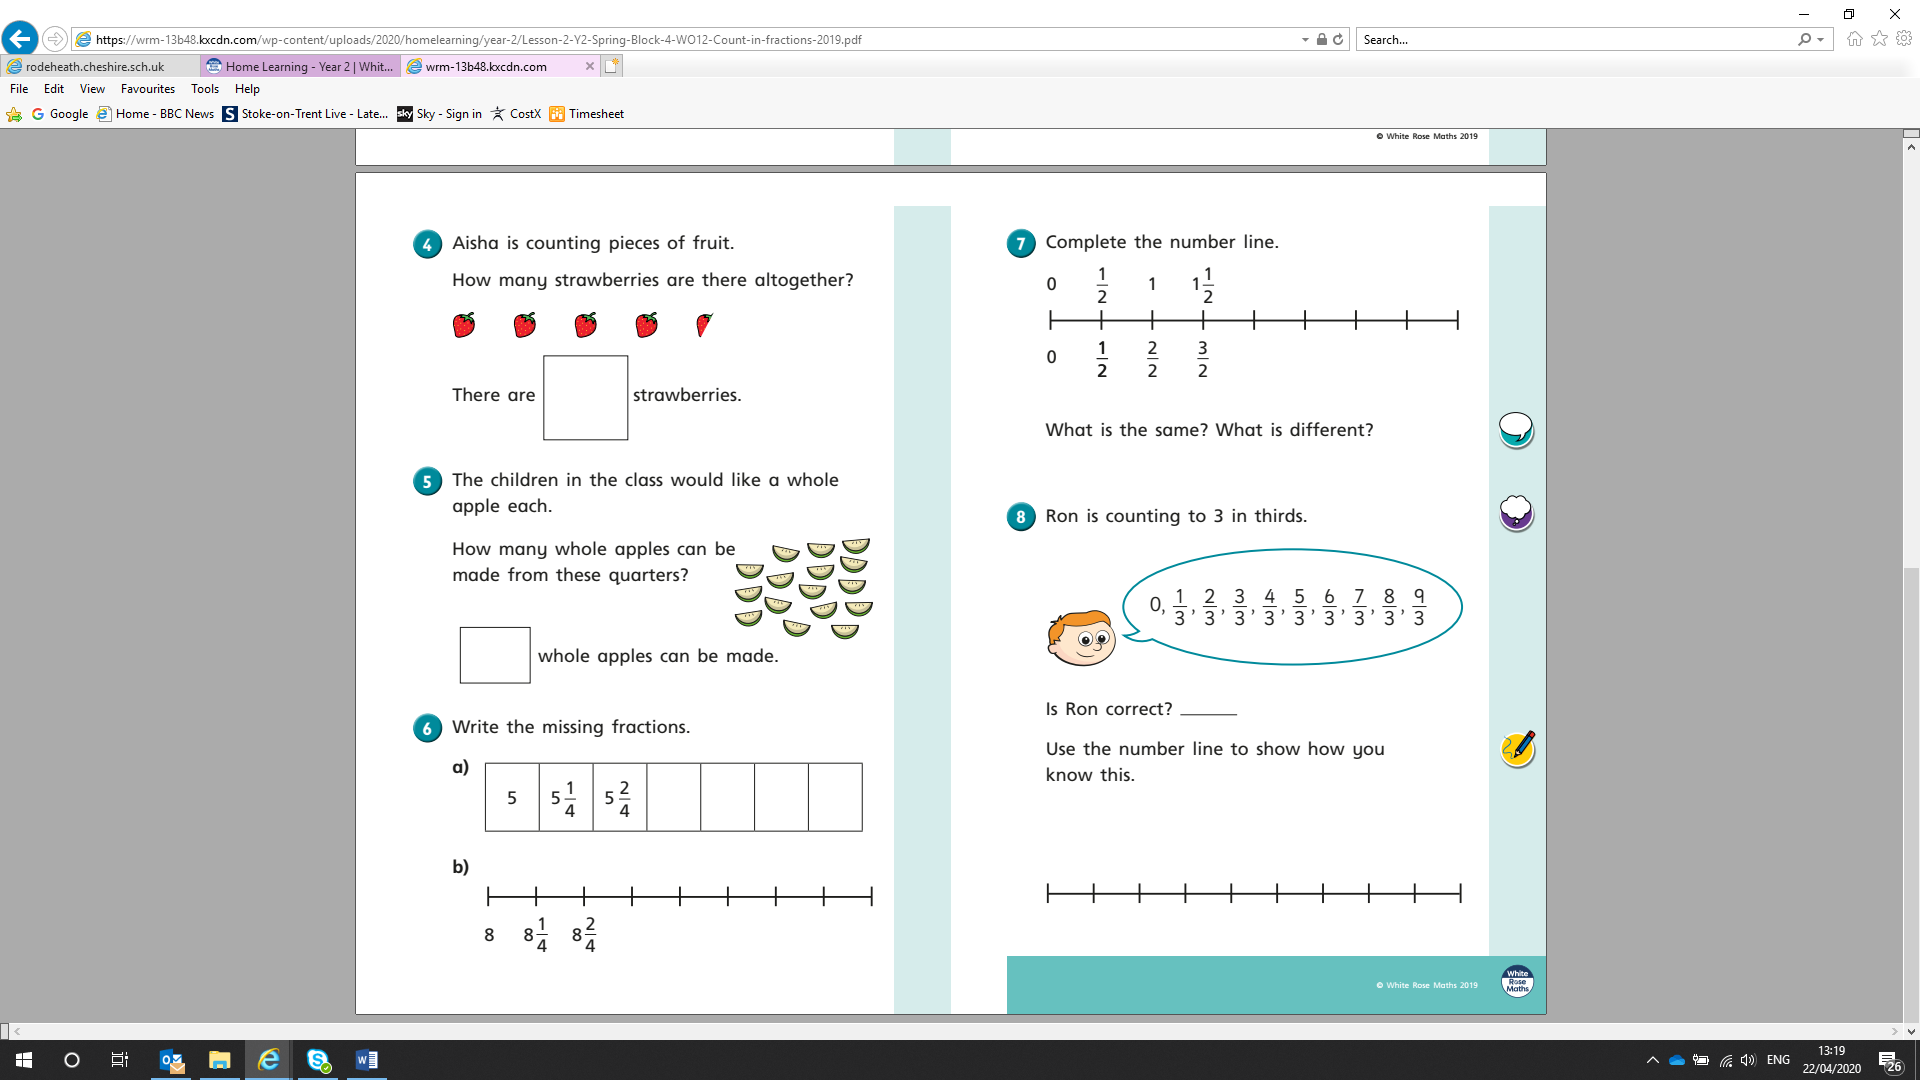 https://wrm-13b48.kxcdn.com/wp-content/uploads/2020/homelearning/year-2/Lesson-2-Y2-Spring-Block-4-WO12-Count-in-fractions-2019.pdf
Search...
rodeheath.cheshire.sch.uk
Home Learning - Year 2 | Whit...
wrm-13b48.kxcdn.com
File Edit View Favourites Tools Help
Google Home - BBC News Stoke-on-Trent Live - Late... sky Sky - Sign in CostX Timesheet
© White Rose Maths 2019
4 Aisha is counting pieces of fruit.
How many strawberries are there altogether?
There are strawberries.
5 The children in the class would like a whole
apple each.
How many whole apples can be
made from these quarters?
whole apples can be made.
6 Write the missing fractions.
a)
5 5 1/4 5 2/4
b)
8 8 1/4 8 2/4
7 Complete the number line.
0 1/2 1 1 1/2
0 1/2 2/2 3/2
What is the same? What is different?
8 Ron is counting to 3 in thirds.
0, 1/3, 2/3, 3/3, 4/3, 5/3, 6/3, 7/3, 8/3, 9/3
Is Ron correct? ______
Use the number line to show how you
know this.
© White Rose Maths 2019
White
Rose
Maths
ENG
13:19
22/04/2020
26